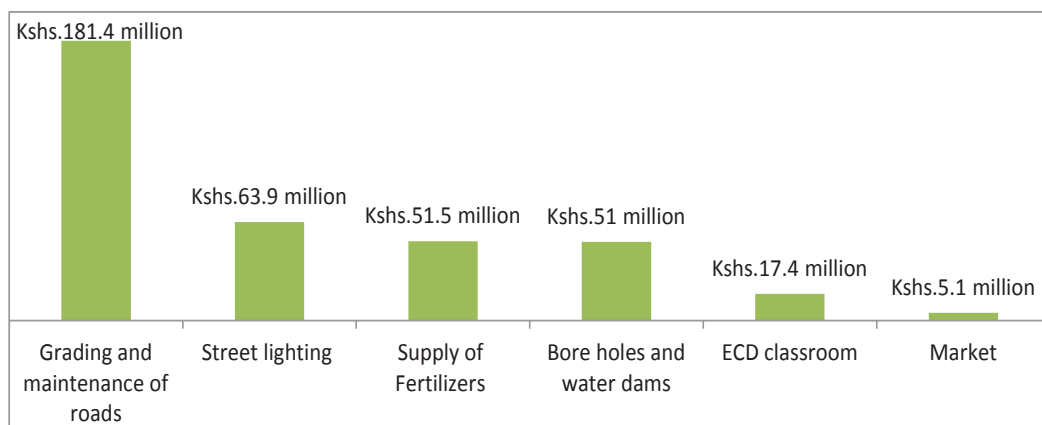 Kshs.181.4 million
Kshs.63.9 million
Kshs.51.5 million
Kshs.51 million
Kshs.17.4 million
Kshs.5.1 million
Grading and
maintenance of
roads
Street lighting
Supply of
Fertilizers
Bore holes and
water dams
ECD classroom
Market